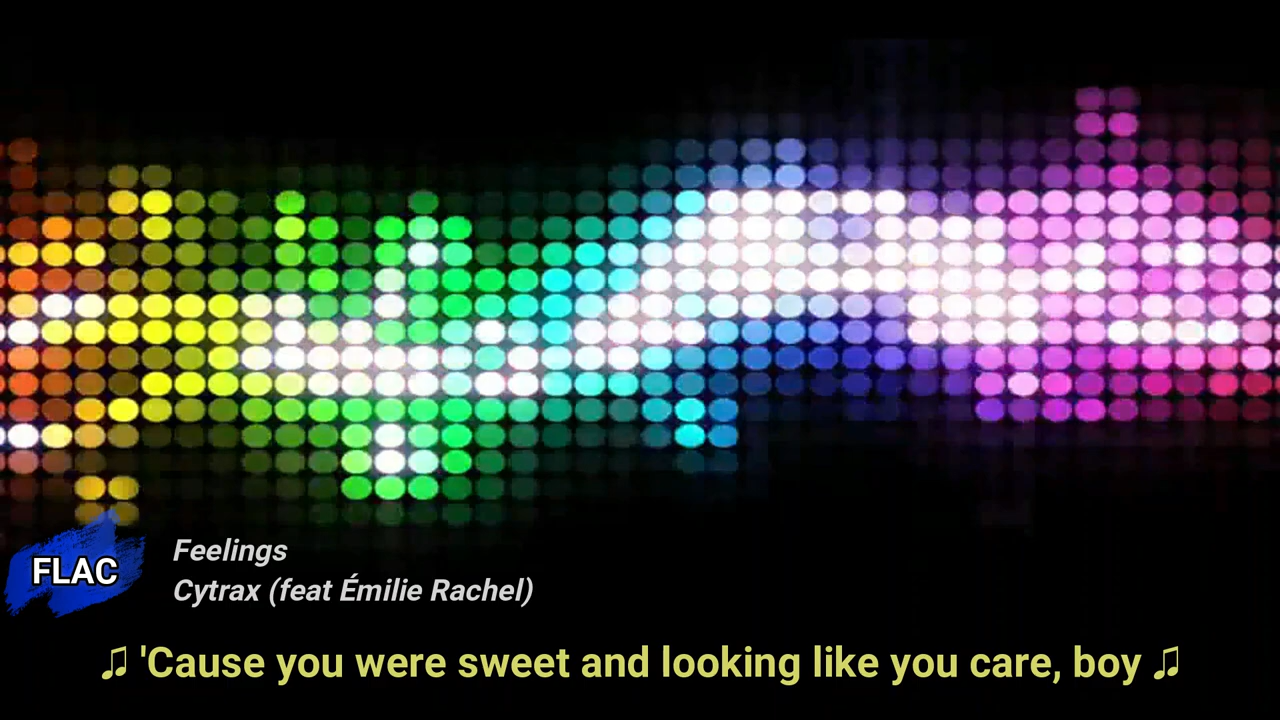 FLAC
Feelings
Cytrax (feat Émilie Rachel)
♫ 'Cause you were sweet and looking like you care, boy ♫